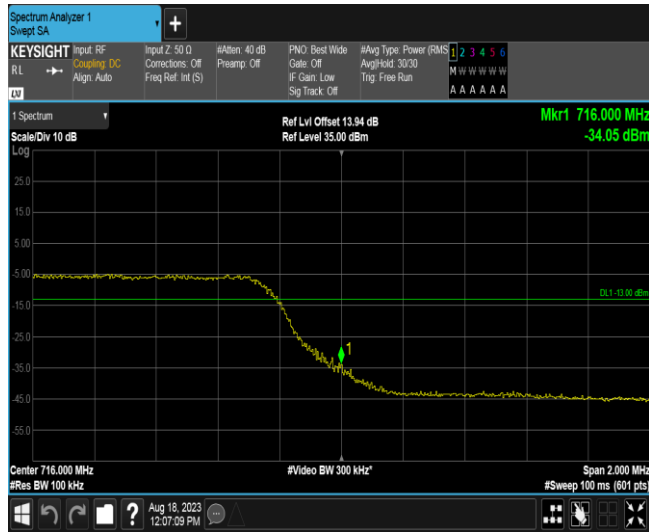 Spectrum Analyzer 1
Swept SA
+
KEYSIGHT
RL
LXI
Input: RF
Coupling: DC
Align: Auto
Input Z: 50 Ω
Corrections: Off
Freq Ref: Int (S)
#Atten: 40 dB
Preamp: Off
PNO: Best Wide
Gate: Off
IF Gain: Low
Sig Track: Off
#Avg Type: Power (RMS
Avg|Hold: 30/30
Trig: Free Run
1 2 3 4 5 6
M W W W W W
A A A A A A
1 Spectrum
Scale/Div 10 dB
Log
Ref Lvl Offset 13.94 dB
Ref Level 35.00 dBm
Mkr1 716.000 MHz
-34.05 dBm
25.0
15.0
5.00
-5.00
DL1 -13.00 dBm
-15.0
-25.0
1
-35.0
-45.0
-55.0
Center 716.000 MHz
#Res BW 100 kHz
#Video BW 300 kHz*
Span 2.000 MHz
#Sweep 100 ms (601 pts)
?
Aug 18, 2023
12:07:09 PM